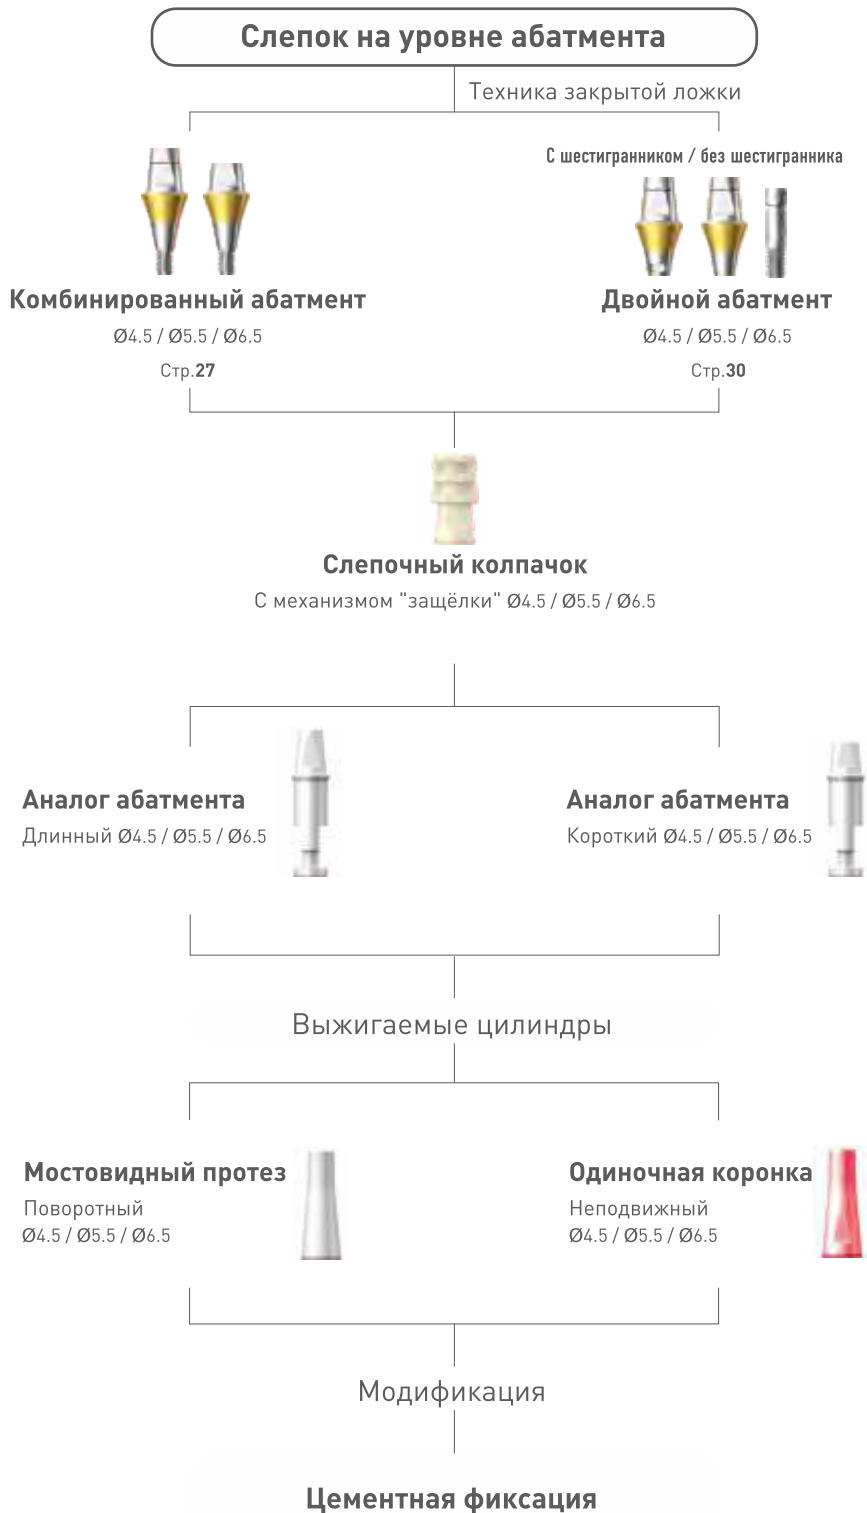 Слепок на уровне абатмента
Техника закрытой ложки
С шестигранником / без шестигранника
Комбинированный абатмент
Ø4.5 / Ø5.5 / Ø6.5
Стр.27
Двойной абатмент
Ø4.5 / Ø5.5 / Ø6.5
Стр.30
Слепочный колпачок
С механизмом "защёлки" Ø4.5 / Ø5.5 / Ø6.5
Аналог абатмента
Длинный Ø4.5 / Ø5.5 / Ø6.5
Аналог абатмента
Короткий Ø4.5 / Ø5.5 / Ø6.5
Выжигаемые цилиндры
Мостовидный протез
Поворотный
Ø4.5 / Ø5.5 / Ø6.5
Одиночная коронка
Неподвижный
Ø4.5 / Ø5.5 / Ø6.5
Модификация
Цементная фиксация